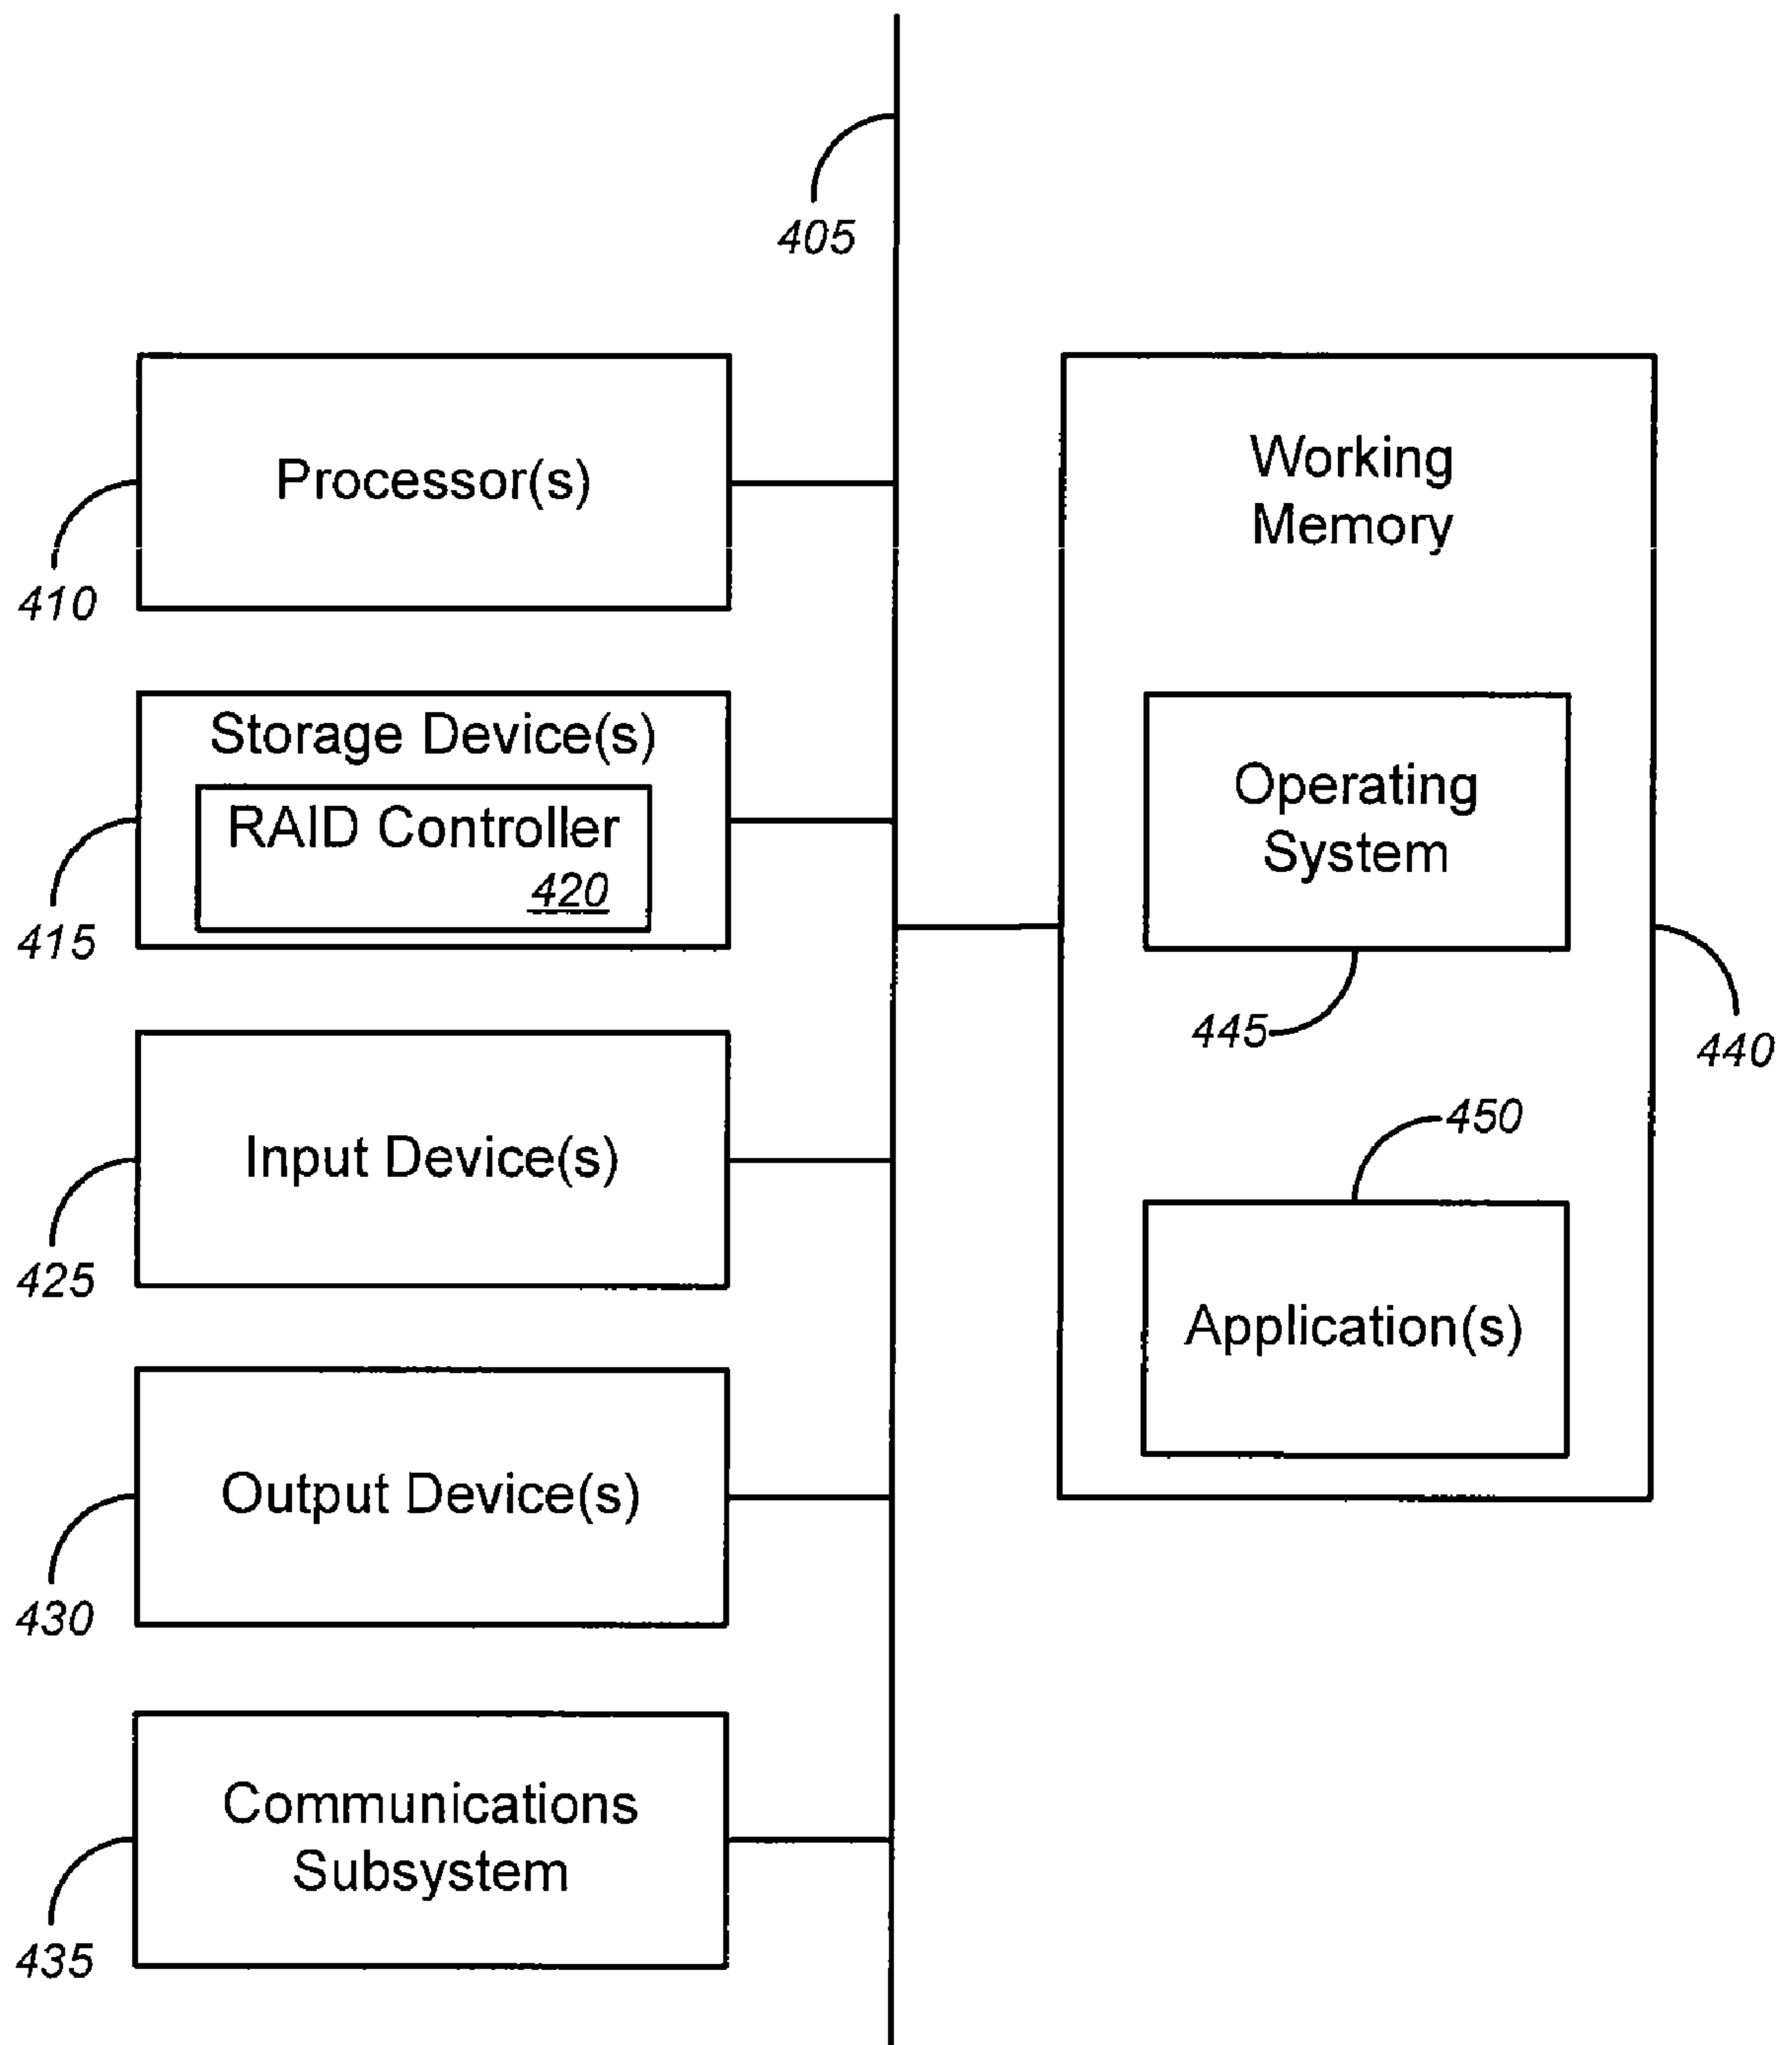 405
Processor(s)
410
Storage Device(s)
RAID Controller
420
415
Input Device(s)
425
Output Device(s)
430
Communications
Subsystem
435
Working
Memory
Operating
System
445
440
450
Application(s)